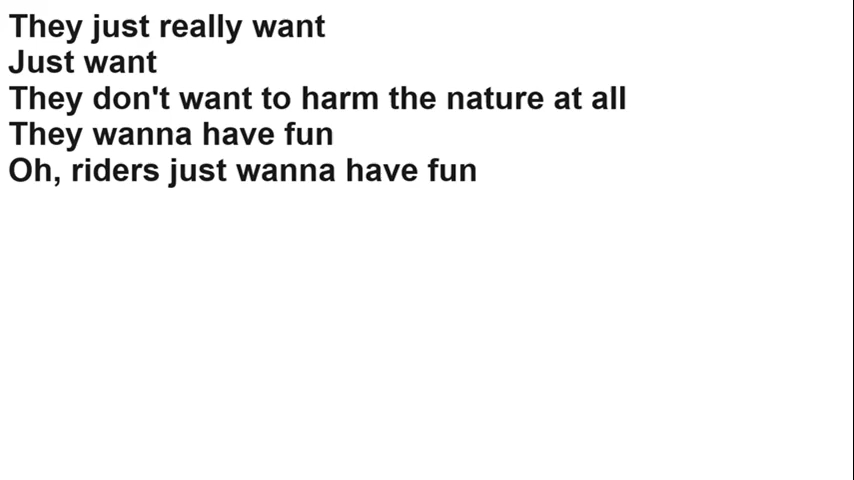 They just really want
Just want
They don't want to harm the nature at all
They wanna have fun
Oh, riders just wanna have fun